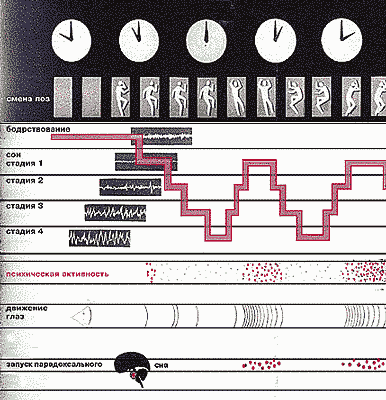 смена поз
бодрствование
сон
стадия 1
стадия 2
стадия 3
стадия 4
психическая активность
движение
глаз
запуск парадоксального сна